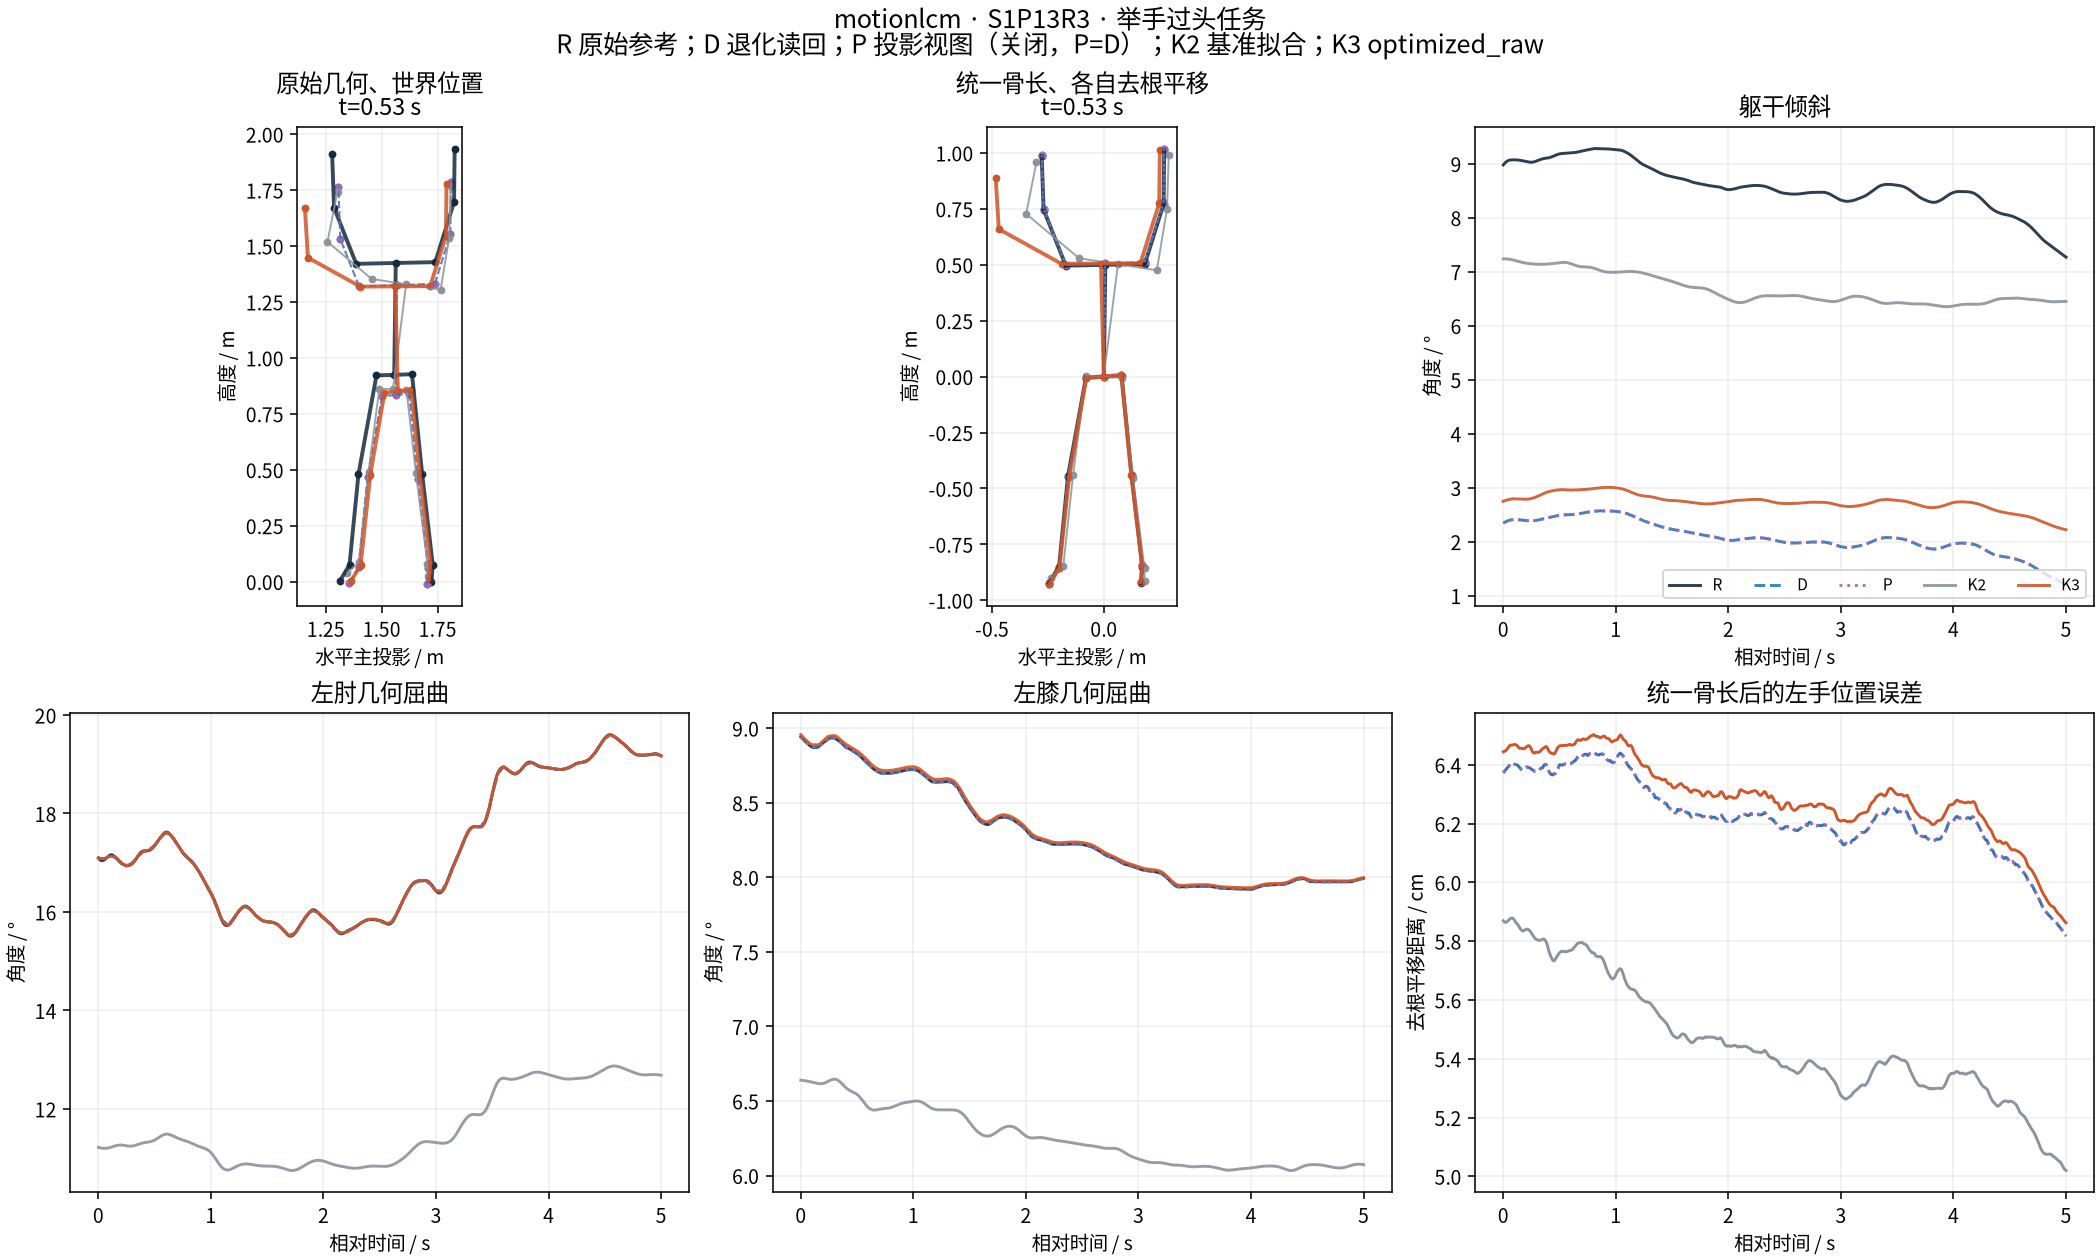 motionlcm · S1P13R3 · 举手过头任务
R 原始参考；D 退化读回；P 投影视图（关闭，P=D）；K2 基准拟合；K3 optimized_raw
原始几何、世界位置
t=0.53 s
2.00
1.75
1.50
1.25
1.00
0.75
0.50
0.25
0.00
高度 / m
1.25 1.50 1.75
水平主投影 / m
统一骨长、各自去根平移
t=0.53 s
1.00
0.75
0.50
0.25
0.00
-0.25
-0.50
-0.75
-1.00
高度 / m
-0.5 0.0
水平主投影 / m
躯干倾斜
9
8
7
6
5
4
3
2
1
角度 / °
R D P K2 K3
0 1 2 3 4 5
相对时间 / s
左肘几何屈曲
20
18
16
14
12
角度 / °
0 1 2 3 4 5
相对时间 / s
左膝几何屈曲
9.0
8.5
8.0
7.5
7.0
6.5
6.0
角度 / °
0 1 2 3 4 5
相对时间 / s
统一骨长后的左手位置误差
6.4
6.2
6.0
5.8
5.6
5.4
5.2
5.0
去根平移距离 / cm
0 1 2 3 4 5
相对时间 / s